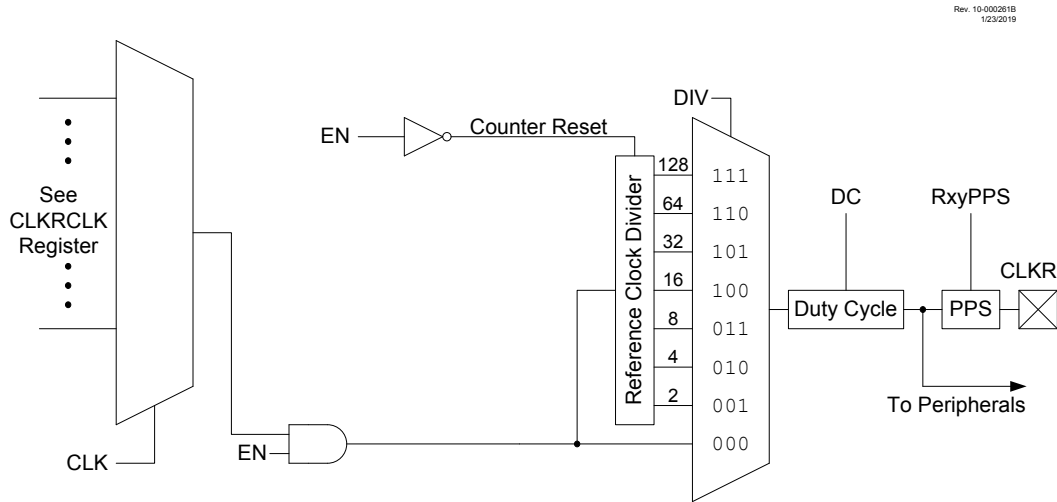 Rev. 10-000261B
1/23/2019
DIV
EN
Counter Reset
See
CLKRCLK
Register
Reference Clock Divider
128
111
64
110
32
101
16
100
8
011
4
010
2
001
000
DC
RxyPPS
CLKR
Duty Cycle
PPS
To Peripherals
EN
CLK